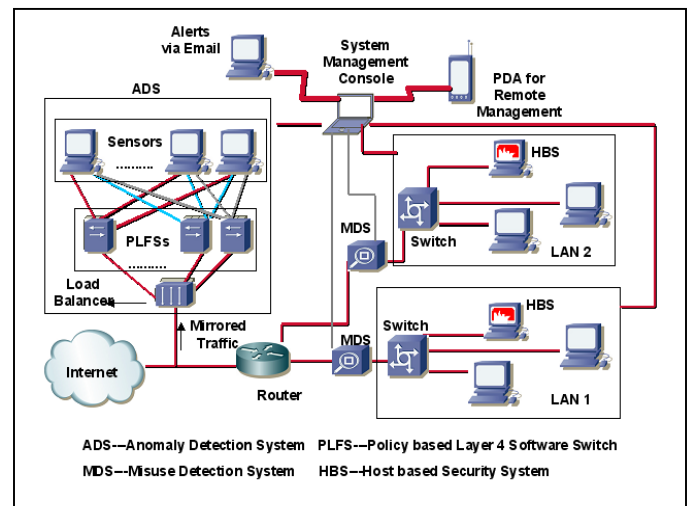 Alerts
via Email
System
Management
Console
PDA for
Remote
Management
ADS
Sensors
...........
PLFSs
...........
Load
Balancer
Mirrored
Traffic
Internet
Router
MDS
MDS
HBS
Switch
LAN 2
HBS
Switch
LAN 1
ADS---Anomaly Detection System PLFS---Policy based Layer 4 Software Switch
MDS---Misuse Detection System HBS---Host based Security System